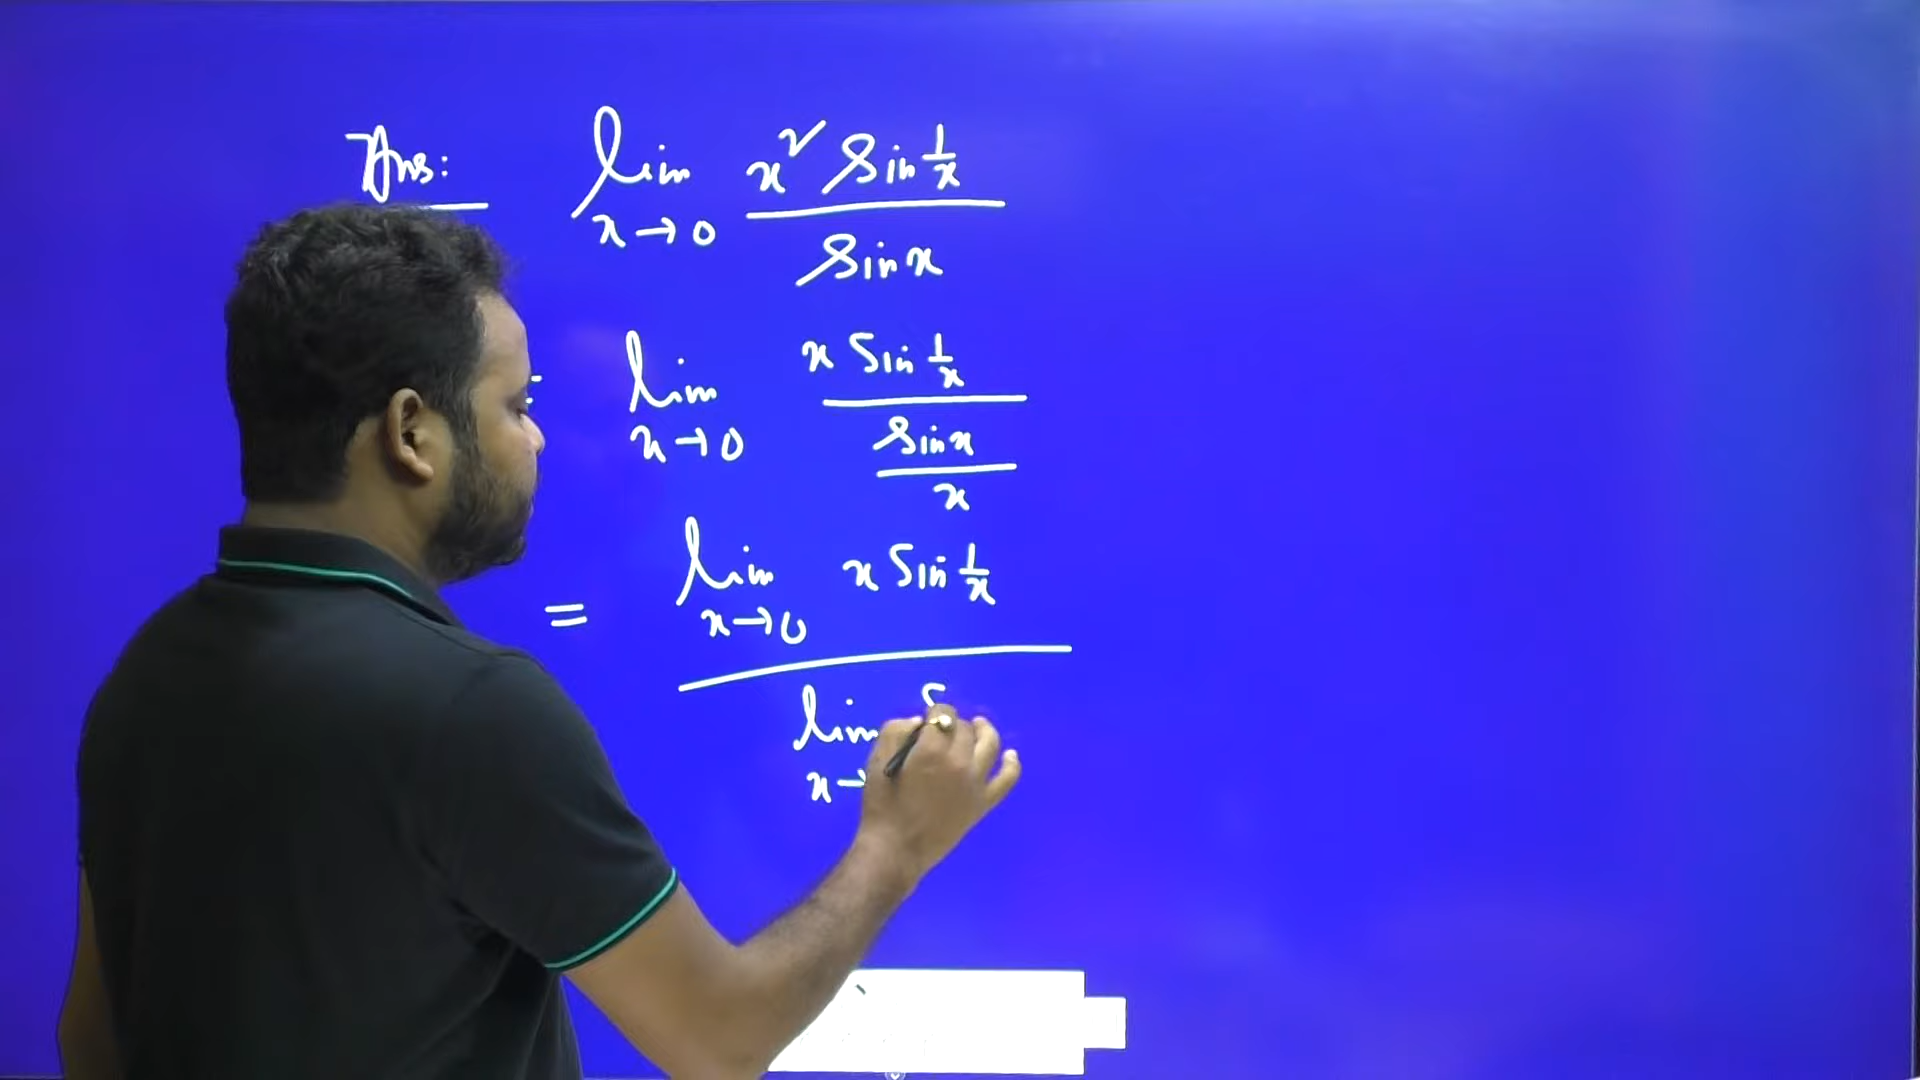 Ans: lim x→0 x² Sin 1/x / Sin x
= lim x→0 x Sin 1/x / (Sin x / x)
= lim x→0 x Sin 1/x
lim x→ S